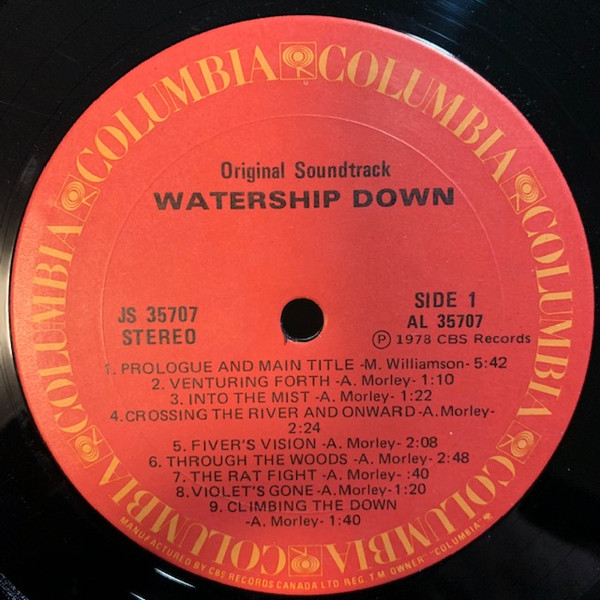 COLUMBIA COLUMBIA COLUMBIA COLUMBIA COLUMBIA COLUMBIA
Original Soundtrack
WATERSHIP DOWN
JS 35707
STEREO
SIDE 1
AL 35707
Ⓟ 1978 CBS Records
1. PROLOGUE AND MAIN TITLE -M. Williamson- 5:42
2. VENTURING FORTH -A. Morley- 1:10
3. INTO THE MIST -A. Morley- 1:22
4.CROSSING THE RIVER AND ONWARD-A.Morley-
2:24
5. FIVER'S VISION -A. Morley- 2:08
6. THROUGH THE WOODS -A. Morley- 2:48
7. THE RAT FIGHT -A. Morley- :40
8. VIOLET'S GONE -A. Morley- 1:20
9. CLIMBING THE DOWN
-A. Morley- 1:40
MANUFACTURED BY CBS RECORDS CANADA LTD. REG. T.M. OWNER "COLUMBIA"